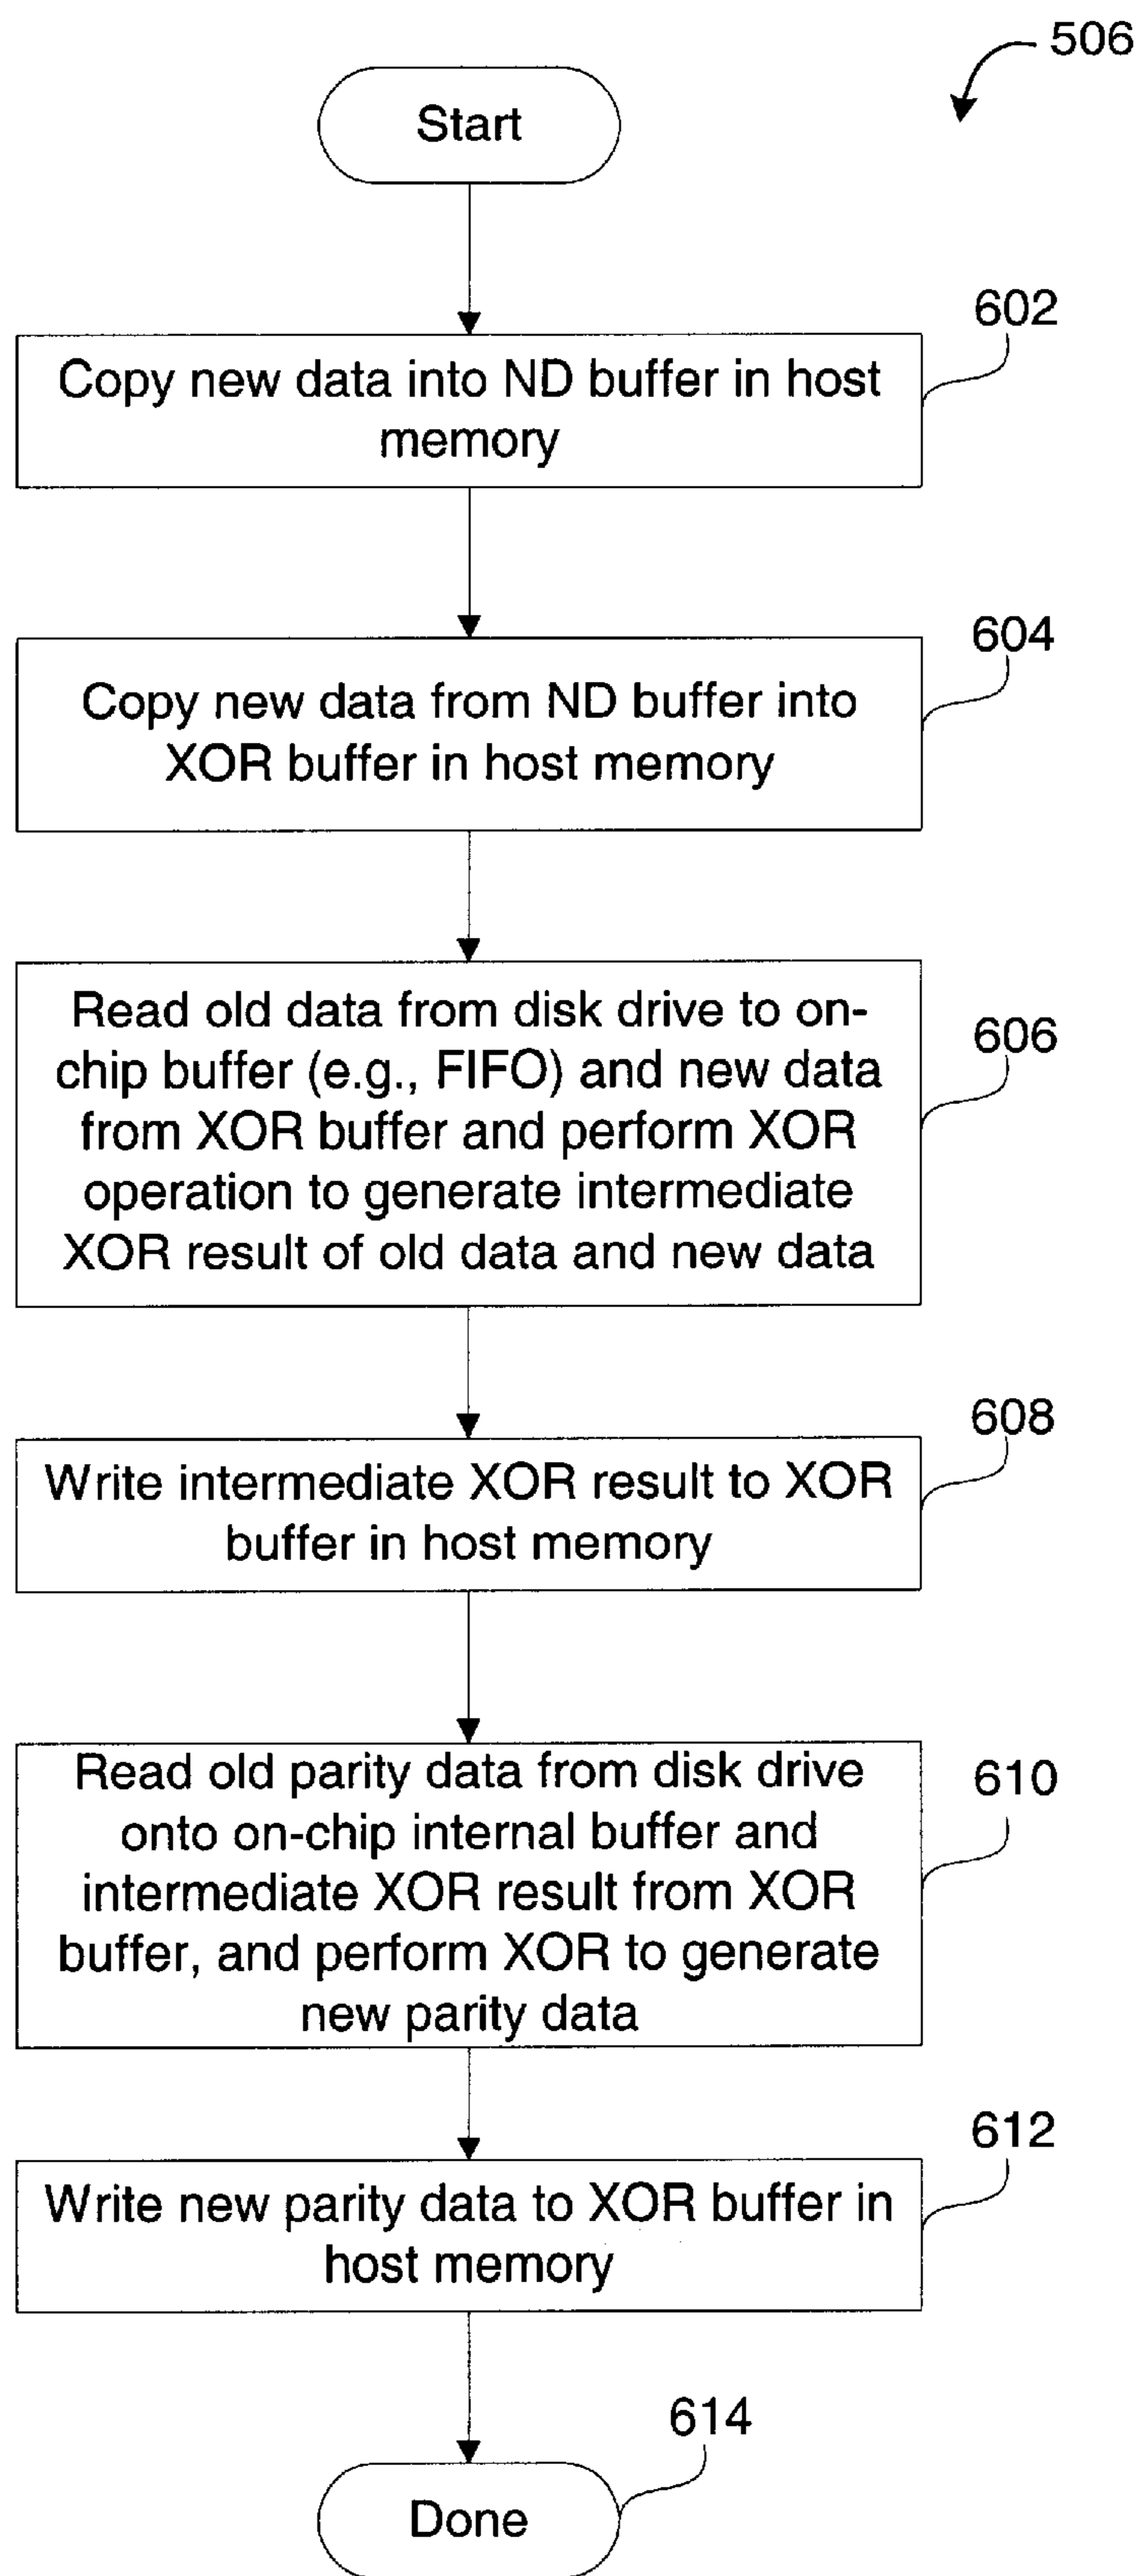 506
Start
602
Copy new data into ND buffer in host
memory
604
Copy new data from ND buffer into
XOR buffer in host memory
606
Read old data from disk drive to on-
chip buffer (e.g., FIFO) and new data
from XOR buffer and perform XOR
operation to generate intermediate
XOR result of old data and new data
608
Write intermediate XOR result to XOR
buffer in host memory
610
Read old parity data from disk drive
onto on-chip internal buffer and
intermediate XOR result from XOR
buffer, and perform XOR to generate
new parity data
612
Write new parity data to XOR buffer in
host memory
614
Done